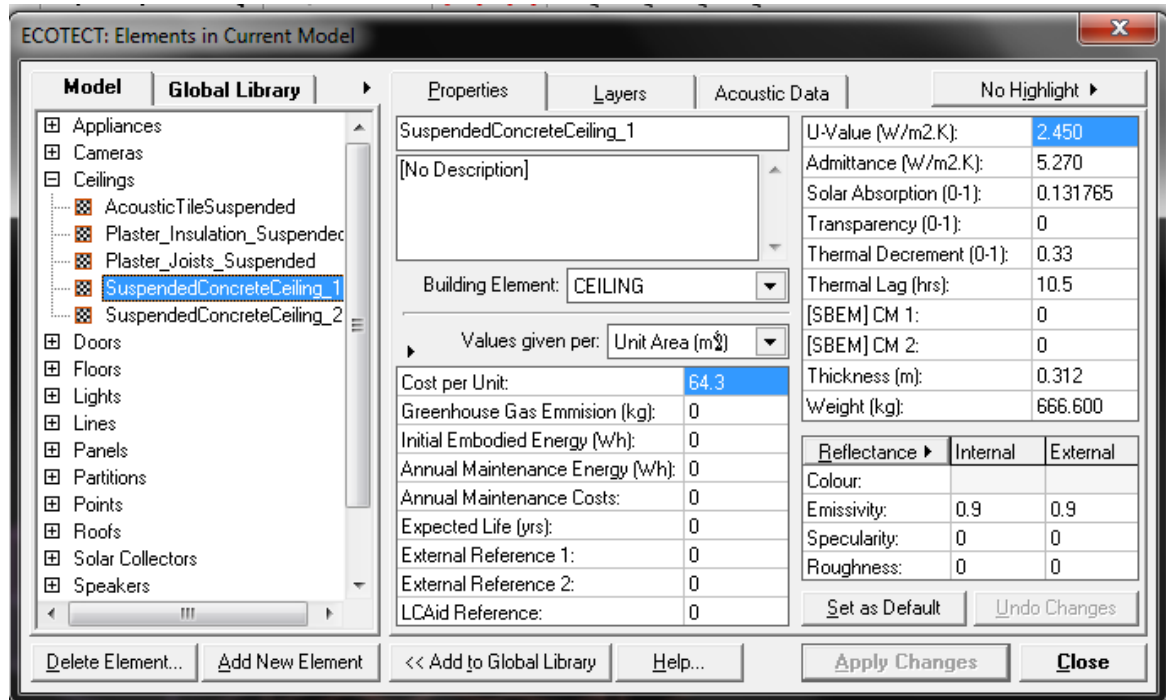 ECOTECT: Elements in Current Model
Model Global Library
Appliances
Cameras
Ceilings
AcousticTileSuspended
Plaster_Insulation_Suspended
Plaster_Joists_Suspended
SuspendedConcreteCeiling_1
SuspendedConcreteCeiling_2
Doors
Floors
Lights
Lines
Panels
Partitions
Points
Roofs
Solar Collectors
Speakers
Delete Element... Add New Element
Properties Layers Acoustic Data
SuspendedConcreteCeiling_1
[No Description]
Building Element: CEILING
Values given per: Unit Area (m²)
Cost per Unit: 64.3
Greenhouse Gas Emmision (kg): 0
Initial Embodied Energy (Wh): 0
Annual Maintenance Energy (Wh): 0
Annual Maintenance Costs: 0
Expected Life (yrs): 0
External Reference 1: 0
External Reference 2: 0
LCAid Reference: 0
<< Add to Global Library Help...
No Highlight
U-Value (W/m2.K): 2.450
Admittance (W/m2.K): 5.270
Solar Absorption (0-1): 0.131765
Transparency (0-1): 0
Thermal Decrement (0-1): 0.33
Thermal Lag (hrs): 10.5
[SBEM] CM 1: 0
[SBEM] CM 2: 0
Thickness (m): 0.312
Weight (kg): 666.600
Reflectance Internal External
Colour:
Emissivity: 0.9 0.9
Specularity: 0 0
Roughness: 0 0
Set as Default Undo Changes
Apply Changes Close